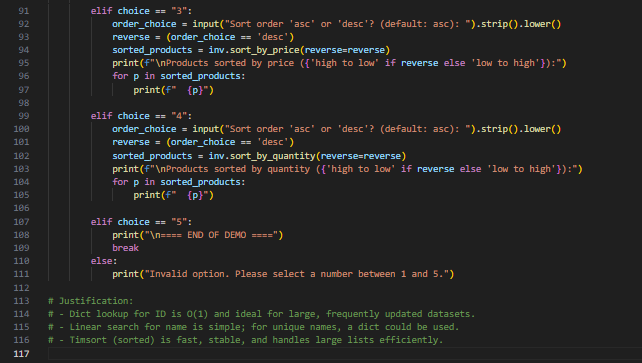 91 elif choice == "3":
92 order_choice = input("Sort order 'asc' or 'desc'? (default: asc): ").strip().lower()
93 reverse = (order_choice == 'desc')
94 sorted_products = inv.sort_by_price(reverse=reverse)
95 print(f"\nProducts sorted by price ({'high to low' if reverse else 'low to high'}):")
96 for p in sorted_products:
97 print(f"  {p}")
98
99 elif choice == "4":
100 order_choice = input("Sort order 'asc' or 'desc'? (default: asc): ").strip().lower()
101 reverse = (order_choice == 'desc')
102 sorted_products = inv.sort_by_quantity(reverse=reverse)
103 print(f"\nProducts sorted by quantity ({'high to low' if reverse else 'low to high'}):")
104 for p in sorted_products:
105 print(f"  {p}")
106
107 elif choice == "5":
108 print("\n==== END OF DEMO ====")
109 break
110 else:
111 print("Invalid option. Please select a number between 1 and 5.")
112
113 # Justification:
114 # - Dict lookup for ID is O(1) and ideal for large, frequently updated datasets.
115 # - Linear search for name is simple; for unique names, a dict could be used.
116 # - Timsort (sorted) is fast, stable, and handles large lists efficiently.
117